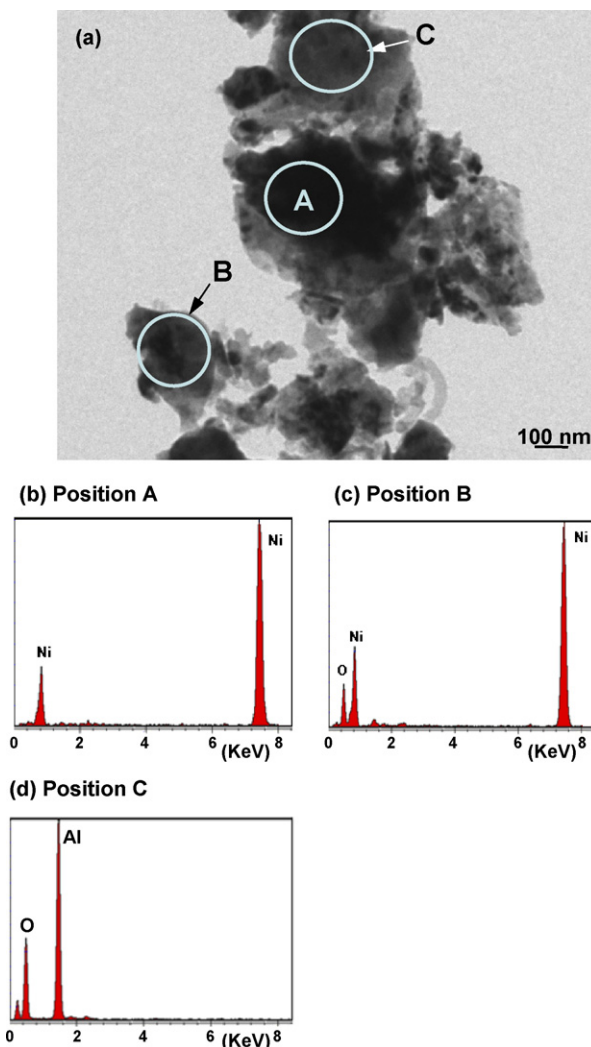 (a)
C
A
B
100 nm
(b) Position A
(c) Position B
Ni
Ni
0 2 4 6 8
(KeV)
Ni
O
Ni
0 2 4 6 8
(KeV)
(d) Position C
Al
O
0 2 4 6 8
(KeV)